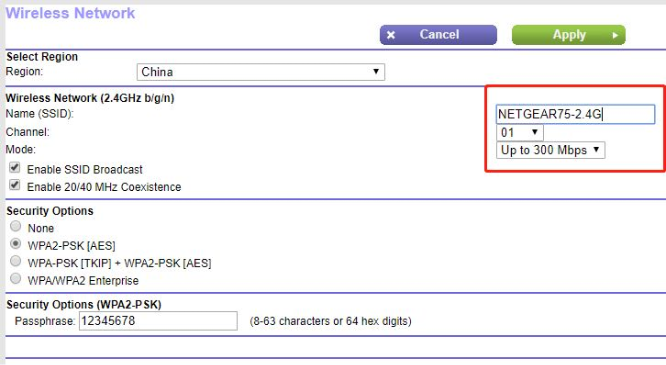 Wireless Network
Cancel Apply
Select Region
Region: China
Wireless Network (2.4GHz b/g/n)
Name (SSID): NETGEAR75-2.4G
Channel: 01
Mode: Up to 300 Mbps
Enable SSID Broadcast
Enable 20/40 MHz Coexistence
Security Options
None
WPA2-PSK [AES]
WPA-PSK [TKIP] + WPA2-PSK [AES]
WPA/WPA2 Enterprise
Security Options (WPA2-PSK)
Passphrase: 12345678 (8-63 characters or 64 hex digits)